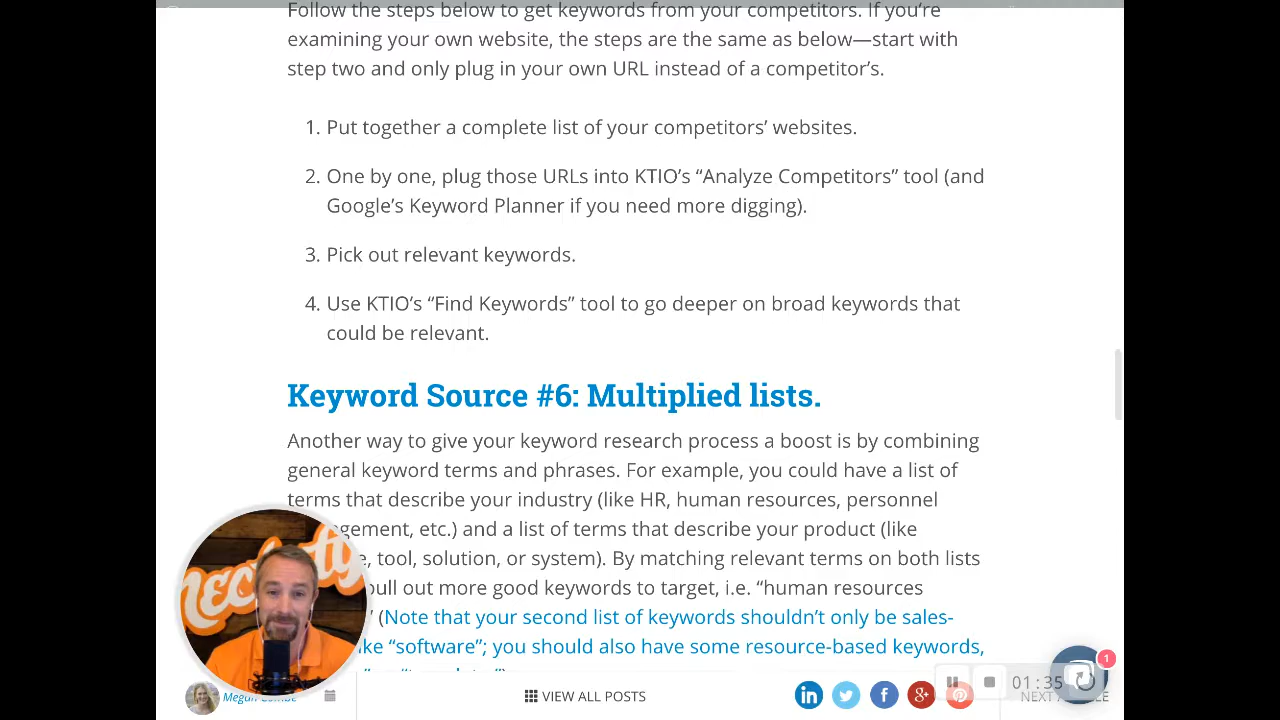 Follow the steps below to get keywords from your competitors. If you’re
examining your own website, the steps are the same as below—start with
step two and only plug in your own URL instead of a competitor’s.
1. Put together a complete list of your competitors’ websites.
2. One by one, plug those URLs into KTIO’s “Analyze Competitors” tool (and
Google’s Keyword Planner if you need more digging).
3. Pick out relevant keywords.
4. Use KTIO’s “Find Keywords” tool to go deeper on broad keywords that
could be relevant.
Keyword Source #6: Multiplied lists.
Another way to give your keyword research process a boost is by combining
general keyword terms and phrases. For example, you could have a list of
terms that describe your industry (like HR, human resources, personnel
gement, etc.) and a list of terms that describe your product (like
, tool, solution, or system). By matching relevant terms on both lists
pull out more good keywords to target, i.e. “human resources
(Note that your second list of keywords shouldn’t only be sales-
like “software”; you should also have some resource-based keywords,
Megan
VIEW ALL POSTS
in
f
G+
1
01:35
NEXT